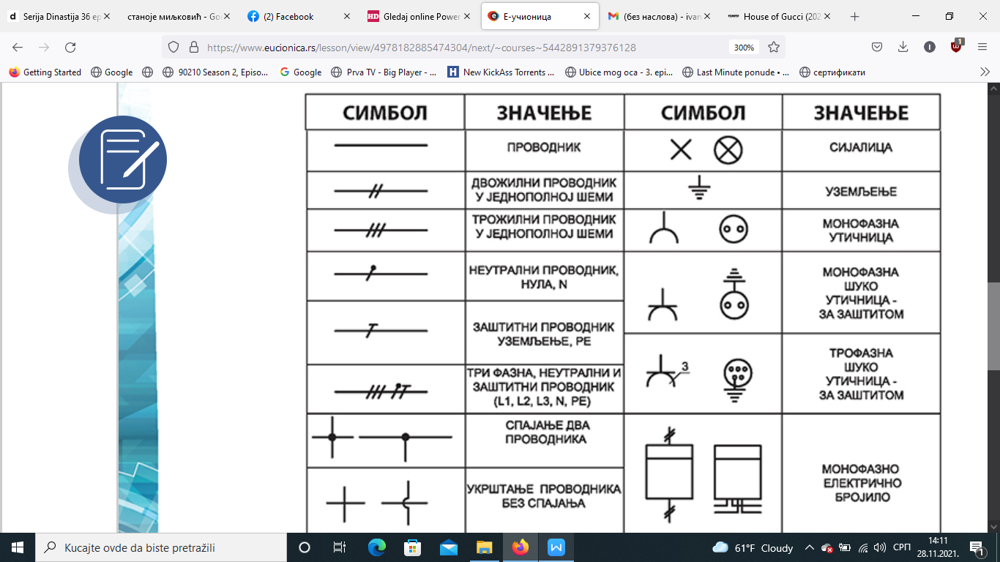 Serija Dinastija 36 ep
станоје миљковић - Go
(2) Facebook
Gledaj online Power
Е-учионица
(без наслова) - ivan
House of Gucci (202
https://www.eucionica.rs/lesson/view/4978182885474304/next/~courses~5442891379376128
300%
1
Getting Started
Google
90210 Season 2, Episo...
Google
Prva TV - Big Player - ...
New KickAss Torrents ...
Ubice mog oca - 3. epi...
Last Minute ponude • ...
сертификати
СИМБОЛ
ЗНАЧЕЊЕ
СИМБОЛ
ЗНАЧЕЊЕ
ПРОВОДНИК
СИЈАЛИЦА
ДВОЖИЛНИ ПРОВОДНИК
У ЈЕДНОПОЛНОЈ ШЕМИ
УЗЕМЉЕЊЕ
ТРОЖИЛНИ ПРОВОДНИК
У ЈЕДНОПОЛНОЈ ШЕМИ
МОНОФАЗНА
УТИЧНИЦА
НЕУТРАЛНИ ПРОВОДНИК,
НУЛА, N
МОНОФАЗНА
ШУКО
УТИЧНИЦА -
ЗА ЗАШТИТОМ
ЗАШТИТНИ ПРОВОДНИК
УЗЕМЉЕЊЕ, PE
3
ТРОФАЗНА
ШУКО
УТИЧНИЦА -
ЗА ЗАШТИТОМ
ТРИ ФАЗНА, НЕУТРАЛНИ И
ЗАШТИТНИ ПРОВОДНИК
(L1, L2, L3, N, PE)
СПАЈАЊЕ ДВА
ПРОВОДНИКА
МОНОФАЗНО
ЕЛЕКТРИЧНО
БРОЈИЛО
УКРШТАЊЕ ПРОВОДНИКА
БЕЗ СПАЈАЊА
Kucajte ovde da biste pretražili
61°F Cloudy
СРП
14:11
28.11.2021.
1